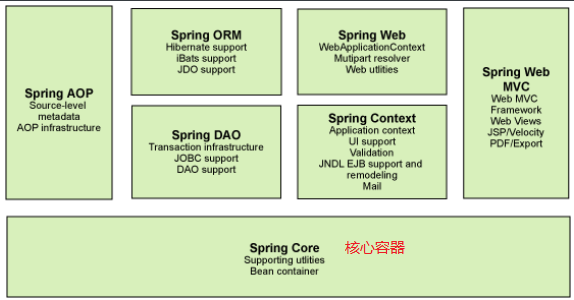 Spring AOP
Source-level
metadata
AOP infrastructure
Spring ORM
Hibernate support
iBats support
JDO support
Spring DAO
Transaction infrastructure
JOBC support
DAO support
Spring Web
WebApplicationContext
Mutipart resolver
Web utlities
Spring Context
Application context
UI support
Validation
JNDL EJB support and
remodeling
Mail
Spring Web
MVC
Web MVC
Framework
Web Views
JSP/Velocity
PDF/Export
Spring Core 核心容器
Supporting utlities
Bean container